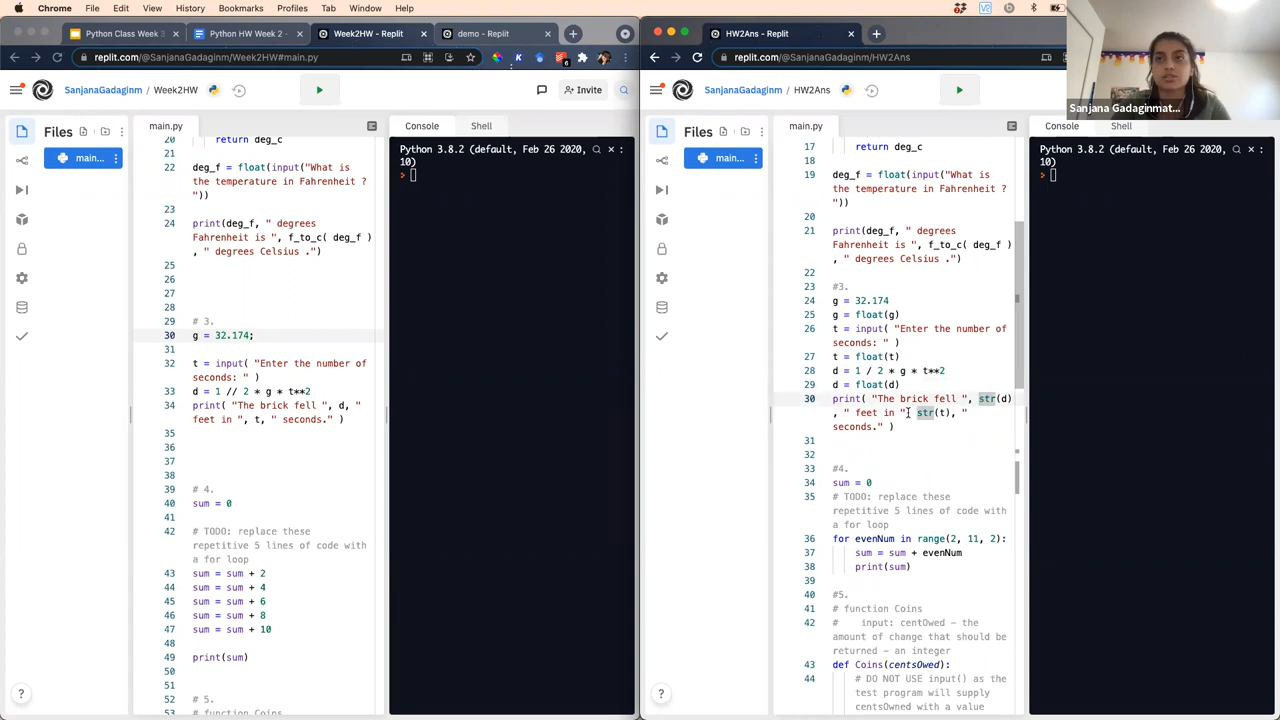 Chrome File Edit View History Bookmarks Profiles Tab Window Help
Python Class Week 3
Python HW Week 2 -
Week2HW - Replit
demo - Replit
replit.com/@SanjanaGadaginm/Week2HW#main.py
SanjanaGadaginm / Week2HW
Invite
Files
main.py
Console
Shell
main...
20 return deg_c
21
22 deg_f = float(input("What is
the temperature in Fahrenheit ?
"))
23
24 print(deg_f, " degrees
Fahrenheit is ", f_to_c( deg_f )
, " degrees Celsius .")
25
26
27
28
29 # 3.
30 g = 32.174;
31
32 t = input( "Enter the number of
seconds: " )
33 d = 1 // 2 * g * t**2
34 print( "The brick fell ", d, "
feet in ", t, " seconds." )
35
36
37
38
39 # 4.
40 sum = 0
41
42 # TODO: replace these
repetitive 5 lines of code with
a for loop
43 sum = sum + 2
44 sum = sum + 4
45 sum = sum + 6
46 sum = sum + 8
47 sum = sum + 10
48
49 print(sum)
50
51
52 # 5.
53 # function Coins
Python 3.8.2 (default, Feb 26 2020,
10)
HW2Ans - Replit
replit.com/@SanjanaGadaginm/HW2Ans
SanjanaGadaginm / HW2Ans
Files
main.py
Console
Shell
main...
17 return deg_c
18
19 deg_f = float(input("What is
the temperature in Fahrenheit ?
"))
20
21 print(deg_f, " degrees
Fahrenheit is ", f_to_c( deg_f )
, " degrees Celsius .")
22
23 #3.
24 g = 32.174
25 g = float(g)
26 t = input( "Enter the number of
seconds: " )
27 t = float(t)
28 d = 1 / 2 * g * t**2
29 d = float(d)
30 print( "The brick fell ", str(d)
, " feet in ", str(t), "
seconds." )
31
32
33 #4.
34 sum = 0
35 # TODO: replace these
repetitive 5 lines of code with
a for loop
36 for evenNum in range(2, 11, 2):
37 sum = sum + evenNum
38 print(sum)
39
40 #5.
41 # function Coins
42 # input: centOwed - the
amount of change that should be
returned - an integer
43 def Coins(centsOwed):
44 # DO NOT USE input() as the
test program will supply
centsOwned with a value
Python 3.8.2 (default, Feb 26 2020,
10)
Sanjana Gadaginmat...